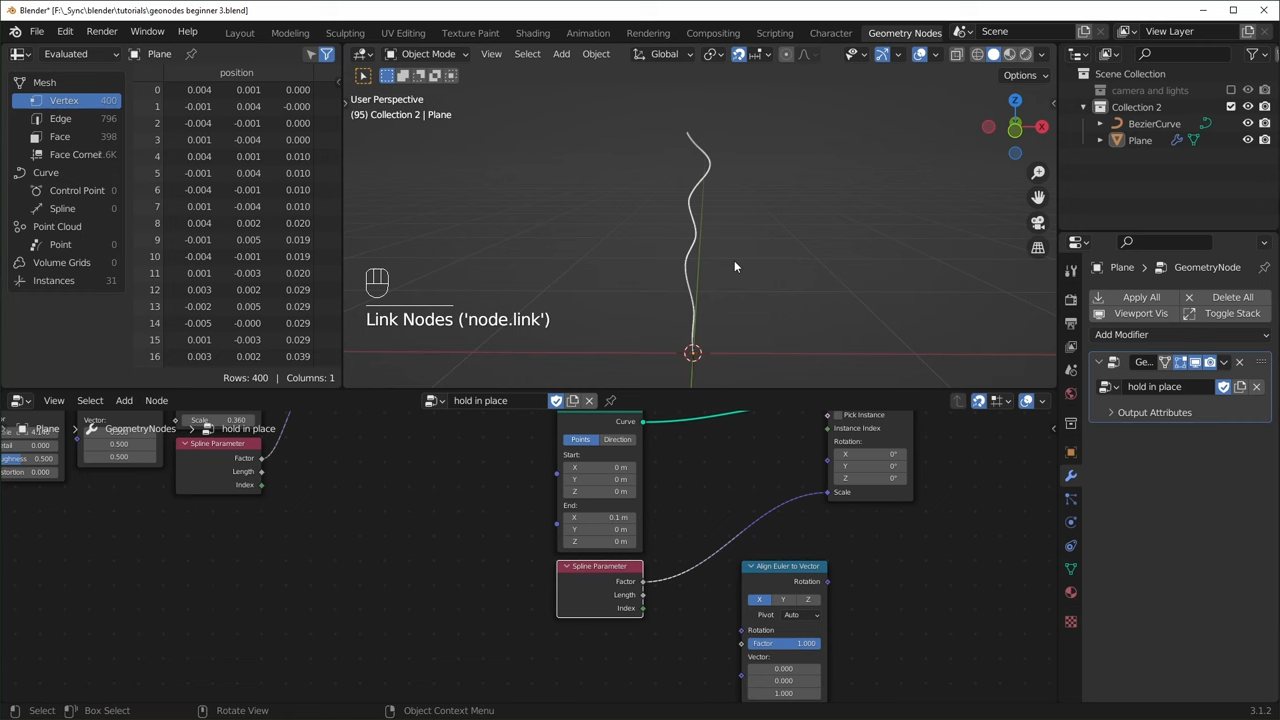 Blender* [F:\_Sync\blender\tutorials\geonodes beginner 3.blend]
File Edit Render Window Help Layout Modeling Sculpting UV Editing Texture Paint Shading Animation Rendering Compositing Scripting Character Geometry Nodes Scene View Layer
Evaluated Plane
Object Mode View Select Add Object Global
Options
Mesh
Vertex 400
Edge 796
Face 398
Face Corner 1.6K
Curve
Control Point 0
Spline 0
Point Cloud
Point 0
Volume Grids
Instances 31
position
0 0.004 0.001 0.000
1 -0.001 0.004 -0.000
2 -0.004 -0.001 0.000
3 0.001 -0.004 0.000
4 0.004 0.001 0.010
5 -0.001 0.004 0.010
6 -0.004 -0.001 0.010
7 0.001 -0.004 0.010
8 0.004 0.002 0.020
9 -0.001 0.005 0.019
10 -0.004 -0.001 0.019
11 0.001 -0.003 0.020
12 0.003 0.002 0.029
13 -0.002 0.005 0.029
14 -0.005 -0.000 0.029
15 0.001 -0.003 0.029
16 0.003 0.002 0.039
Rows: 400 | Columns: 1
User Perspective
(95) Collection 2 | Plane
Z
X
Link Nodes ('node.link')
Scene Collection
camera and lights
Collection 2
BezierCurve
Plane
Plane GeometryNode
Apply All Delete All
Viewport Vis Toggle Stack
Add Modifier
Ge...
hold in place
Output Attributes
View Select Add Node hold in place
Plane GeometryNodes hold in place
0.000
0.500
Vector:
0.500
0.500
Scale 0.360
Spline Parameter
Factor
Length
Index
Curve
Points Direction
Start:
X 0 m
Y 0 m
Z 0 m
End:
X 0.1 m
Y 0 m
Z 0 m
Spline Parameter
Factor
Length
Index
Pick Instance
Instance Index
Rotation:
X 0°
Y 0°
Z 0°
Scale
Align Euler to Vector
Rotation
X Y Z
Pivot Auto
Rotation
Factor 1.000
Vector:
0.000
0.000
1.000
Select Box Select Rotate View Object Context Menu 3.1.2